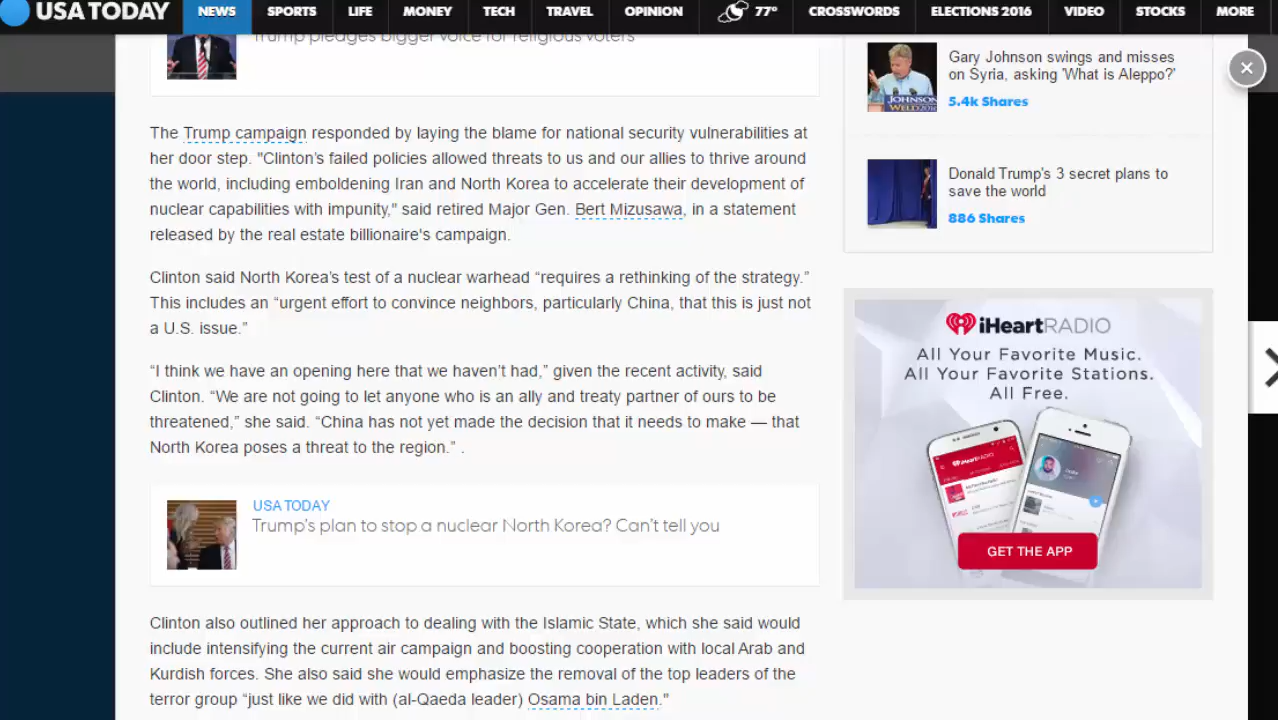 USA TODAY
NEWS
SPORTS
LIFE
MONEY
TECH
TRAVEL
OPINION
77°
CROSSWORDS
ELECTIONS 2016
VIDEO
STOCKS
MORE
Trump pledges bigger voice for religious voters
The Trump campaign responded by laying the blame for national security vulnerabilities at
her door step. "Clinton's failed policies allowed threats to us and our allies to thrive around
the world, including emboldening Iran and North Korea to accelerate their development of
nuclear capabilities with impunity," said retired Major Gen. Bert Mizusawa, in a statement
released by the real estate billionaire's campaign.
Clinton said North Korea's test of a nuclear warhead “requires a rethinking of the strategy.”
This includes an “urgent effort to convince neighbors, particularly China, that this is just not
a U.S. issue.”
“I think we have an opening here that we haven’t had,” given the recent activity, said
Clinton. “We are not going to let anyone who is an ally and treaty partner of ours to be
threatened,” she said. “China has not yet made the decision that it needs to make — that
North Korea poses a threat to the region.” .
USA TODAY
Trump's plan to stop a nuclear North Korea? Can't tell you
Clinton also outlined her approach to dealing with the Islamic State, which she said would
include intensifying the current air campaign and boosting cooperation with local Arab and
Kurdish forces. She also said she would emphasize the removal of the top leaders of the
terror group “just like we did with (al-Qaeda leader) Osama bin Laden."
Gary Johnson swings and misses
on Syria, asking 'What is Aleppo?'
5.4k Shares
JOHNSON
WELD2016
Donald Trump's 3 secret plans to
save the world
886 Shares
iHeartRADIO
All Your Favorite Music.
All Your Favorite Stations.
All Free.
iHeartRADIO
GET THE APP